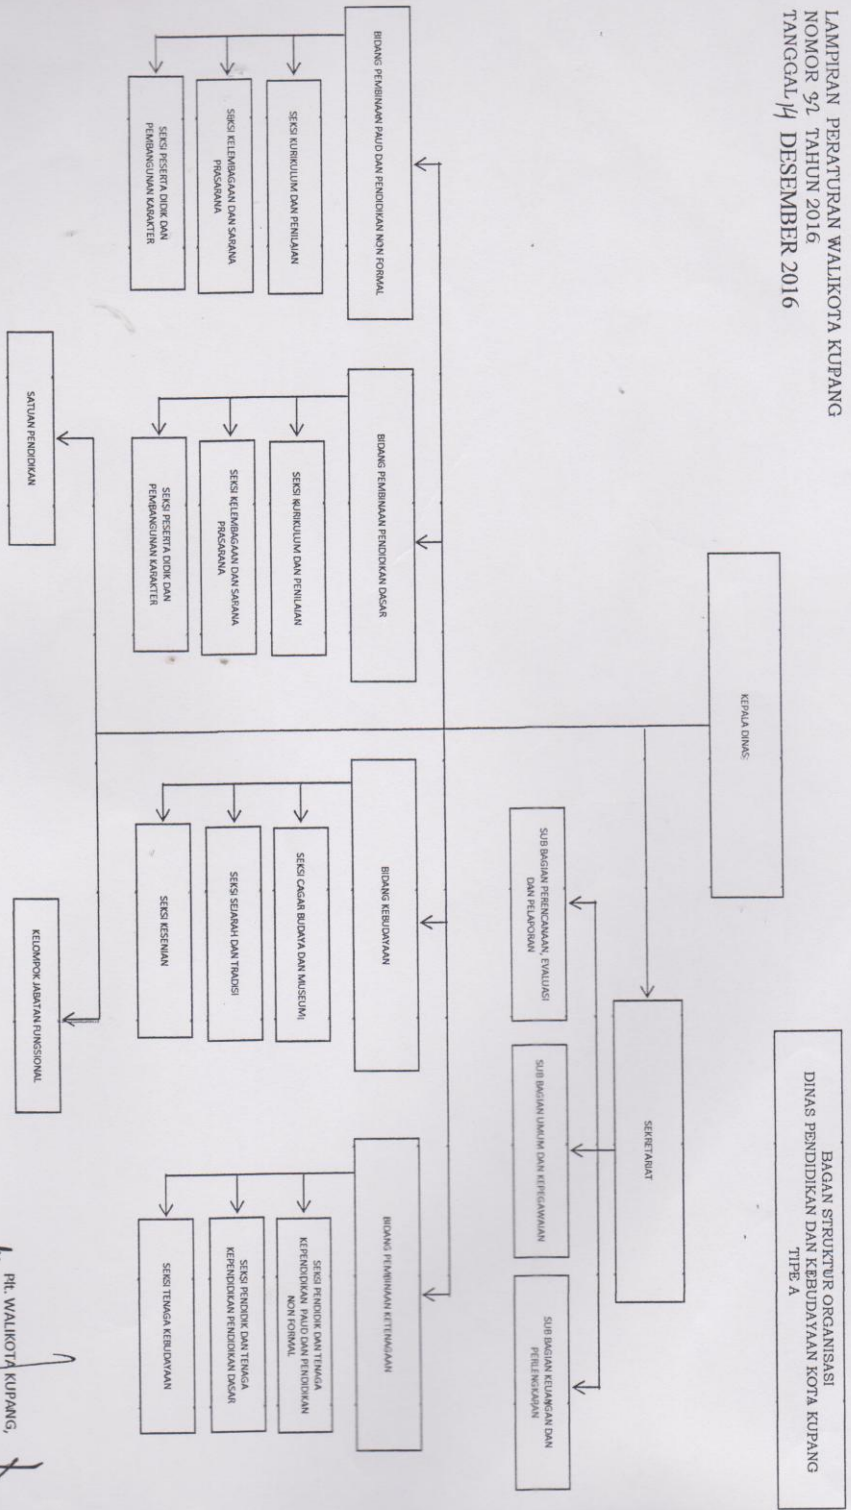 LAMPIRAN PERATURAN WALIKOTA KUPANG
NOMOR 32 TAHUN 2016
TANGGAL 14 DESEMBER 2016
BAGAN STRUKTUR ORGANISASI
DINAS PENDIDIKAN DAN KEBUDAYAAN KOTA KUPANG
TIPE A
KEPALA DINAS
SEKRETARIAT
SUB BAGIAN PERENCANAAN, EVALUASI
DAN PELAPORAN
SUB BAGIAN UMUM DAN KEPEGAWAIAN
SUB BAGIAN KEUANGAN DAN
PERLENGKAPAN
BIDANG PEMBINAAN PAUD DAN PENDIDIKAN NON FORMAL
SEKSI KURIKULUM DAN PENILAIAN
SEKSI KELEMBAGAAN DAN SARANA
PRASARANA
SEKSI PESERTA DIDIK DAN
PEMBANGUNAN KARAKTER
BIDANG PEMBINAAN PENDIDIKAN DASAR
SEKSI KURIKULUM DAN PENILAIAN
SEKSI KELEMBAGAAN DAN SARANA
PRASARANA
SEKSI PESERTA DIDIK DAN
PEMBANGUNAN KARAKTER
BIDANG KEBUDAYAAN
SEKSI CAGAR BUDAYA DAN MUSEUM
SEKSI SEJARAH DAN TRADISI
SEKSI KESENIAN
BIDANG PEMBINAAN KETENAGAAN
SEKSI PENDIDIK DAN TENAGA
KEPENDIDIKAN PAUD DAN PENDIDIKAN
NON FORMAL
SEKSI PENDIDIK DAN TENAGA
KEPENDIDIKAN PENDIDIKAN DASAR
SEKSI TENAGA KEBUDAYAAN
SATUAN PENDIDIKAN
KELOMPOK JABATAN FUNGSIONAL
Plt. WALIKOTA KUPANG,